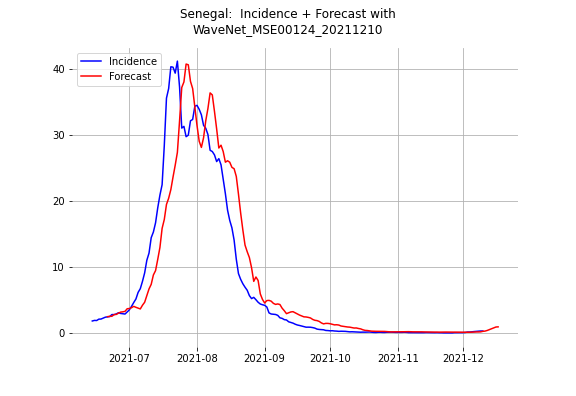 Senegal:  Incidence + Forecast with
WaveNet_MSE00124_20211210
Incidence
Forecast
40
30
20
10
0
2021-07 2021-08 2021-09 2021-10 2021-11 2021-12